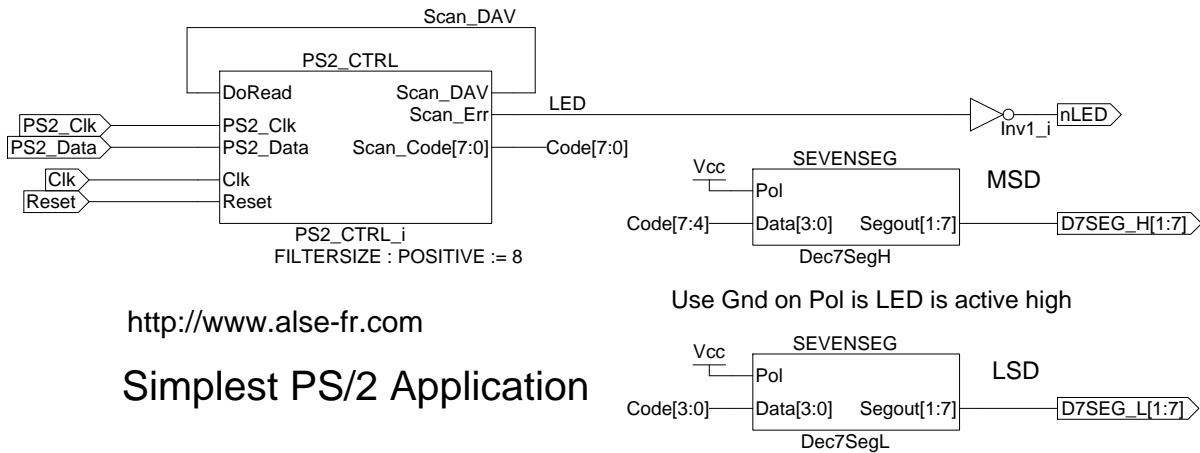 Scan_DAV
PS2_CTRL
DoRead Scan_DAV
Scan_Err LED
PS2_Clk PS2_Clk
PS2_Data PS2_Data Scan_Code[7:0] Code[7:0]
Clk Clk
Reset Reset
PS2_CTRL_i
FILTERSIZE : POSITIVE := 8
Inv1_i nLED
SEVENSEG
Vcc MSD
Pol
Code[7:4] Data[3:0] Segout[1:7] D7SEG_H[1:7]
Dec7SegH
Use Gnd on Pol is LED is active high
http://www.alse-fr.com
Simplest PS/2 Application
SEVENSEG
Vcc LSD
Pol
Code[3:0] Data[3:0] Segout[1:7] D7SEG_L[1:7]
Dec7SegL